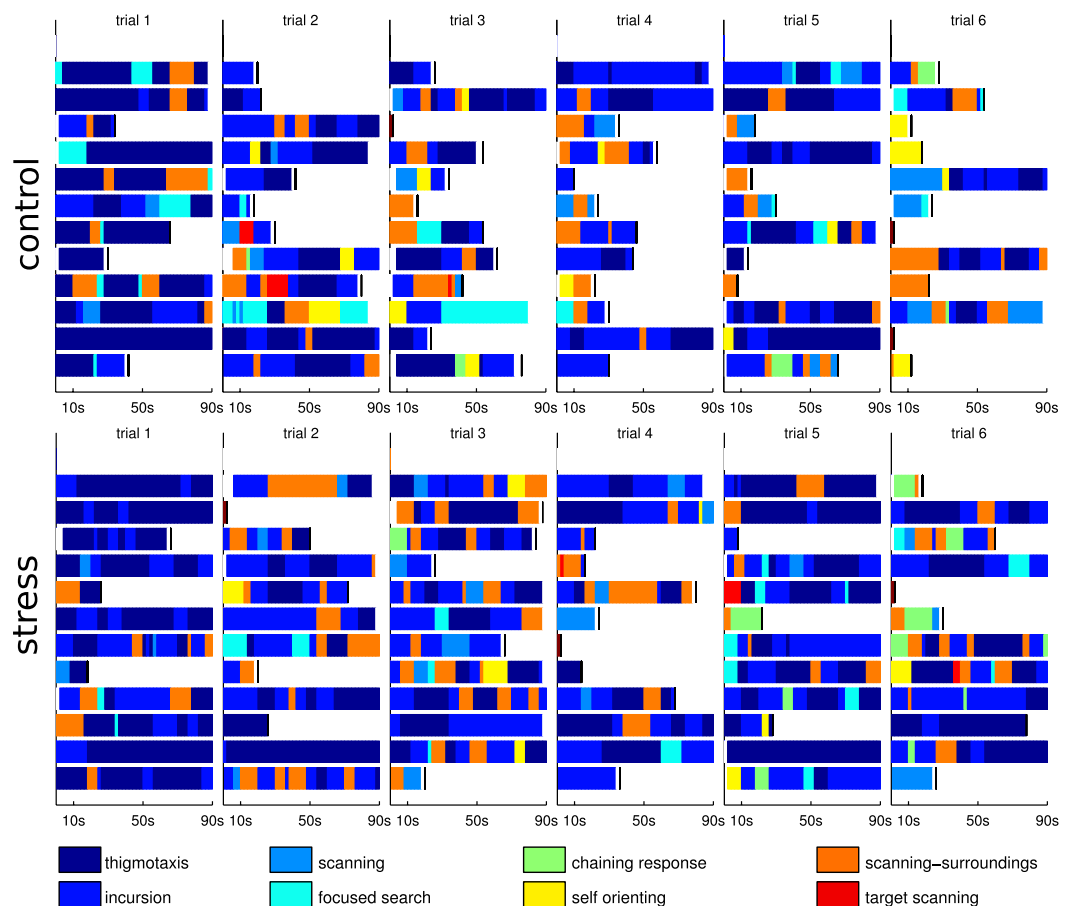 trial 1 trial 2 trial 3 trial 4 trial 5 trial 6
control
10s 50s 90s 10s 50s 90s 10s 50s 90s 10s 50s 90s 10s 50s 90s 10s 50s 90s
trial 1 trial 2 trial 3 trial 4 trial 5 trial 6
stress
10s 50s 90s 10s 50s 90s 10s 50s 90s 10s 50s 90s 10s 50s 90s 10s 50s 90s
thigmotaxis scanning chaining response scanning−surroundings
incursion focused search self orienting target scanning